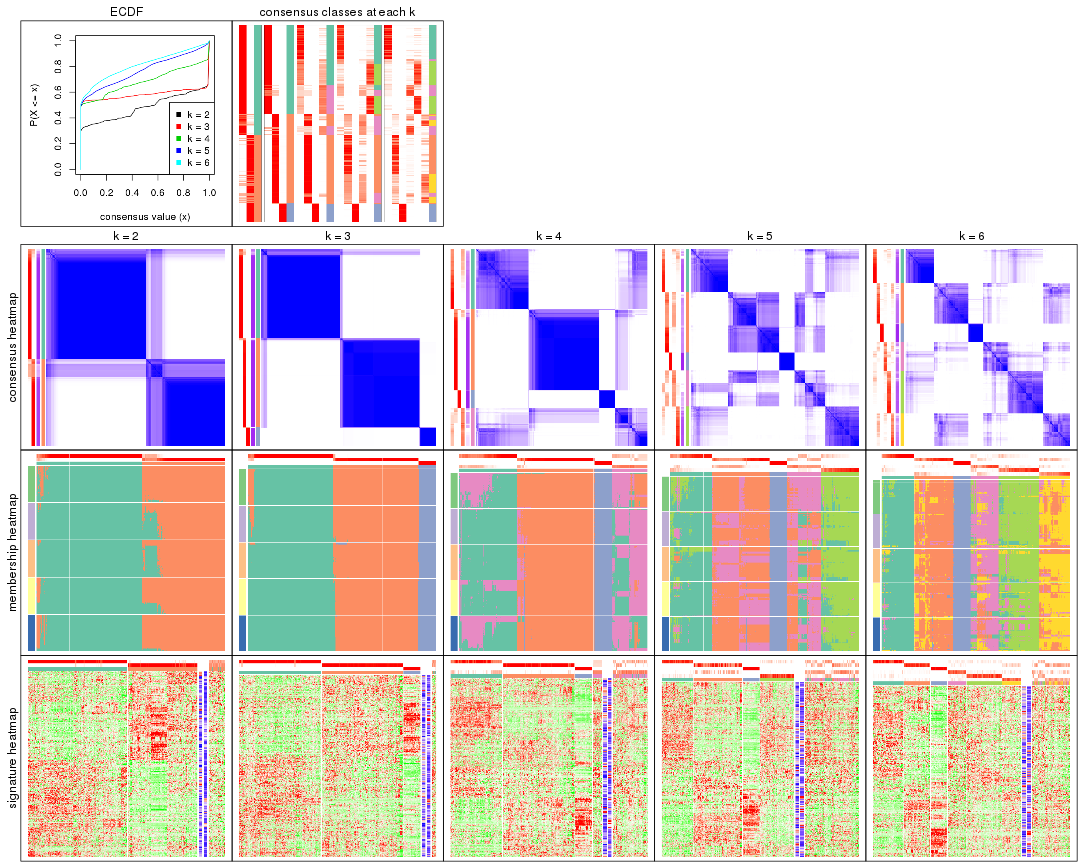 ECDF
consensus classes at each k
P(X <= x)
0.0 0.2 0.4 0.6 0.8 1.0
k = 2
k = 3
k = 4
k = 5
k = 6
0.0 0.2 0.4 0.6 0.8 1.0
consensus value (x)
k = 2 k = 3 k = 4 k = 5 k = 6
consensus heatmap
membership heatmap
signature heatmap